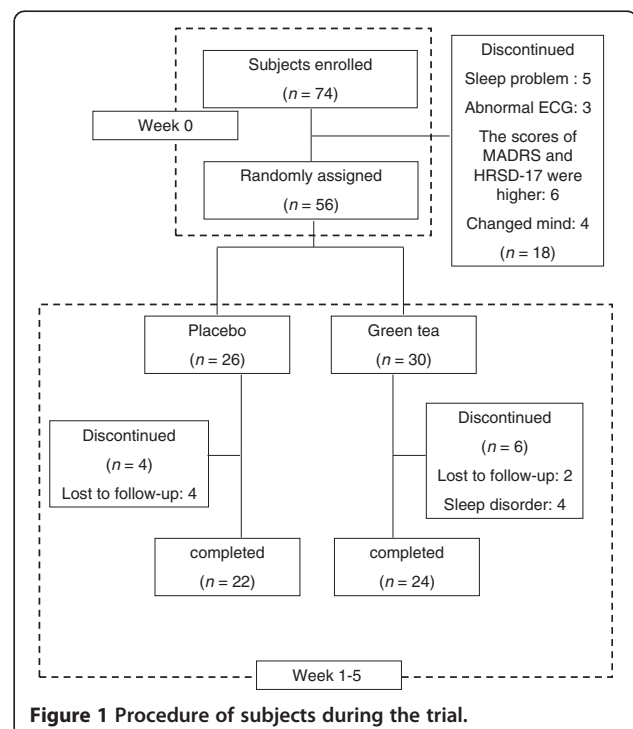 Subjects enrolled
(n = 74)
Week 0
Randomly assigned
(n = 56)
Discontinued
Sleep problem : 5
Abnormal ECG: 3
The scores of
MADRS and
HRSD-17 were
higher: 6
Changed mind: 4
(n = 18)
Placebo
(n = 26)
Green tea
(n = 30)
Discontinued
(n = 4)
Lost to follow-up: 4
Discontinued
(n = 6)
Lost to follow-up: 2
Sleep disorder: 4
completed
(n = 22)
completed
(n = 24)
Week 1-5
Figure 1 Procedure of subjects during the trial.